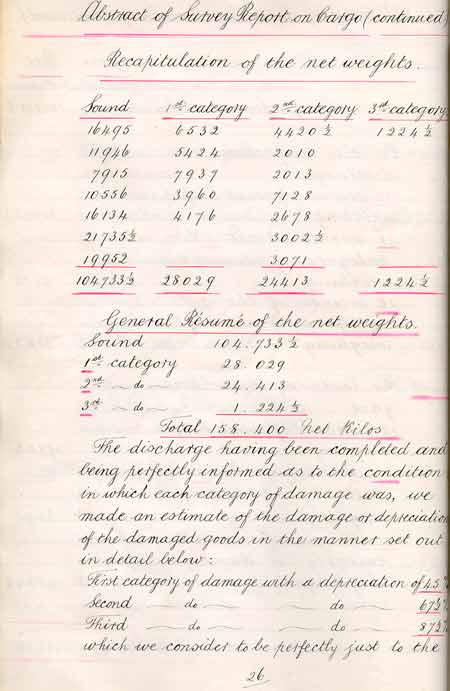 Abstract of Survey Report on Cargo (continued)
Recapitulation of the net weights.
Sound 1st category 2nd category 3rd category
16495 6532 4420½ 1224½
11946 5424 2010
7915 7937 2013
10556 3960 7128
16134 4176 2678
21735½ 3002½
19952 3071
104733½ 28029 24413 1224½
General Résumé of the net weights.
Sound 104.733½
1st category 28.029
2nd — do — 24.413
3rd — do — 1.224½
Total 158.400 Net Kilos
The discharge having been completed and
being perfectly informed as to the condition
in which each category of damage was, we
made an estimate of the damage or depreciation
of the damaged goods in the manner set out
in detail below:
First category of damage with a depreciation of 45%
Second — do — — do — 67½%
Third — do — — do — 87½%
which we consider to be perfectly just to the
26